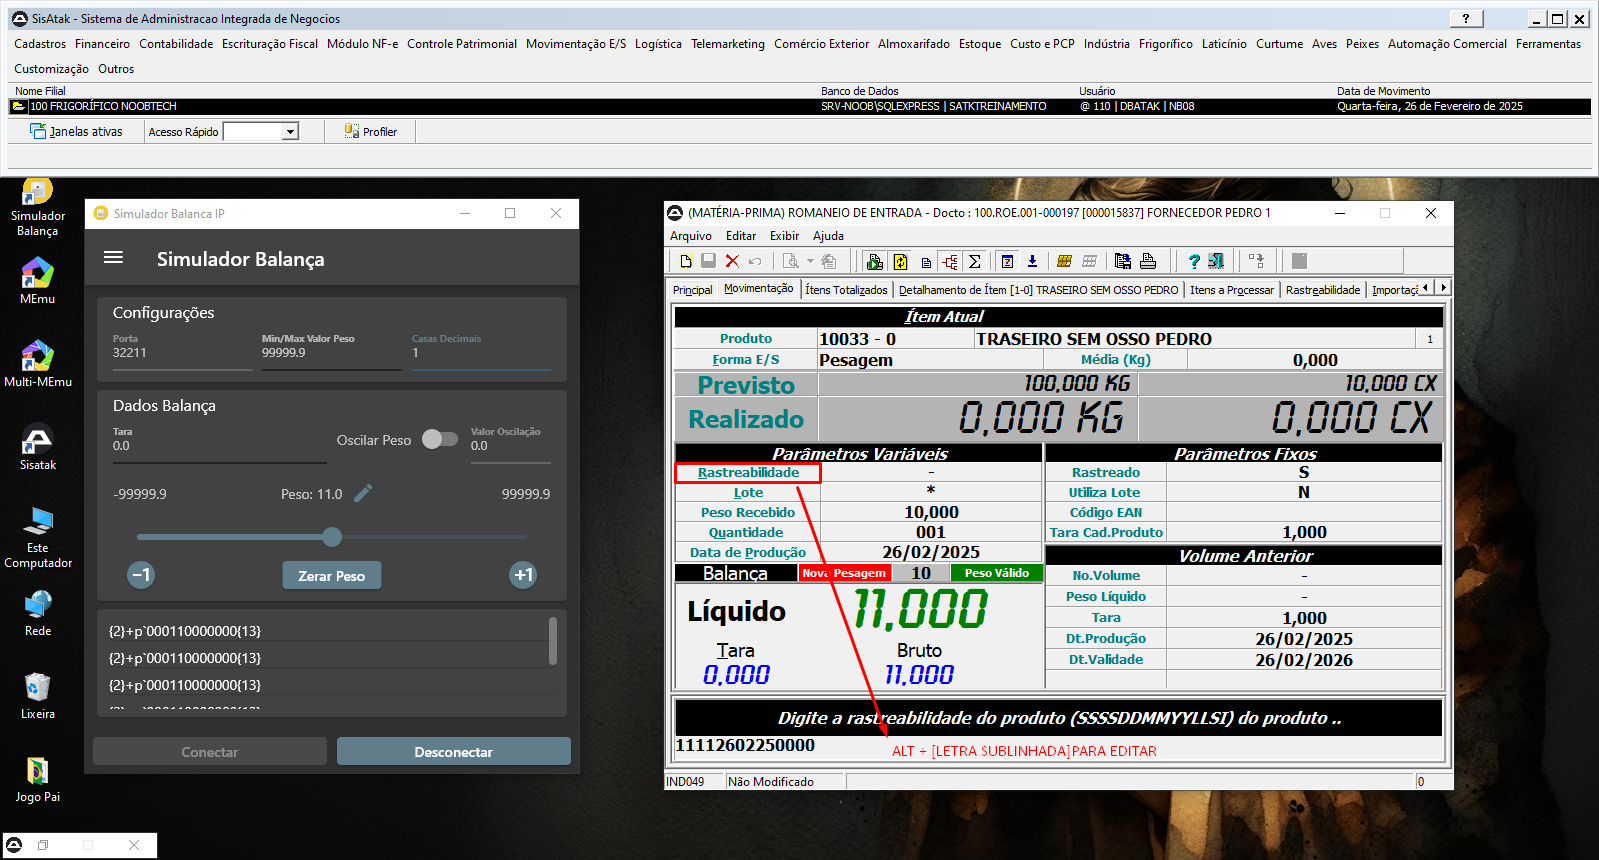 SisAtak - Sistema de Administracao Integrada de Negocios
Cadastros Financeiro Contabilidade Escrituração Fiscal Módulo NF-e Controle Patrimonial Movimentação E/S Logística Telemarketing Comércio Exterior Almoxarifado Estoque Custo e PCP Indústria Frigorífico Laticínio Curtume Aves Peixes Automação Comercial Ferramentas
Customização Outros
Nome Filial Banco de Dados Usuário Data de Movimento
100 FRIGORÍFICO NOOBTECH SRV-NOOB\SQLEXPRESS | SATKTREINAMENTO @ 110 | DBATAK | NB08 Quarta-feira, 26 de Fevereiro de 2025
Janelas ativas Acesso Rápido Profiler
Simulador
Balança
MEmu
Multi-MEmu
Sisatak
Este
Computador
Rede
Lixeira
Jogo Pai
Simulador Balanca IP
Simulador Balança
Configurações
Porta Min/Max Valor Peso Casas Decimais
32211 99999.9 1
Dados Balança
Tara Oscilar Peso Valor Oscilação
0.0 0.0
-99999.9 Peso: 11.0 99999.9
-1 Zerar Peso +1
{2}+p`000110000000{13}
{2}+p`000110000000{13}
{2}+p`000110000000{13}
{2}+p`000110000000{13}
Conectar Desconectar
(MATÉRIA-PRIMA) ROMANEIO DE ENTRADA - Docto : 100.ROE.001-000197 [000015837] FORNECEDOR PEDRO 1
Arquivo Editar Exibir Ajuda
Principal Movimentação Ítens Totalizados Detalhamento de Ítem [1-0] TRASEIRO SEM OSSO PEDRO Itens a Processar Rastreabilidade Importaç
Ítem Atual
Produto 10033 - 0 TRASEIRO SEM OSSO PEDRO 1
Forma E/S Pesagem Média (Kg) 0,000
Previsto 100,000 KG 10,000 CX
Realizado 0,000 KG 0,000 CX
Parâmetros Variáveis
Rastreabilidade -
Lote *
Peso Recebido 10,000
Quantidade 001
Data de Produção 26/02/2025
Balança Nova Pesagem 10 Peso Válido
Líquido 11,000
Tara Bruto
0,000 11,000
Parâmetros Fixos
Rastreado S
Utiliza Lote N
Código EAN
Tara Cad.Produto 1,000
Volume Anterior
No.Volume -
Peso Líquido -
Tara 1,000
Dt.Produção 26/02/2025
Dt.Validade 26/02/2026
Digite a rastreabilidade do produto (SSSSDDMMYYLLSI) do produto ..
11112602250000
ALT + [LETRA SUBLINHADA]PARA EDITAR
IND049 Não Modificado 0